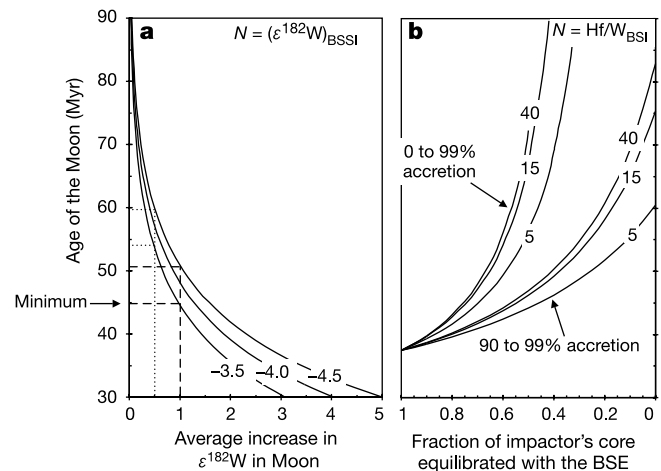 a
N = (ε¹⁸²W)BSSI
90
80
70
60
50
40
30
Age of the Moon (Myr)
Minimum
–3.5
–4.0
–4.5
0
1
2
3
4
5
Average increase in
ε¹⁸²W in Moon
b
N = Hf/WBSI
40
15
5
0 to 99%
accretion
40
15
5
90 to 99%
accretion
1
0.8
0.6
0.4
0.2
0
Fraction of impactor's core
equilibrated with the BSE